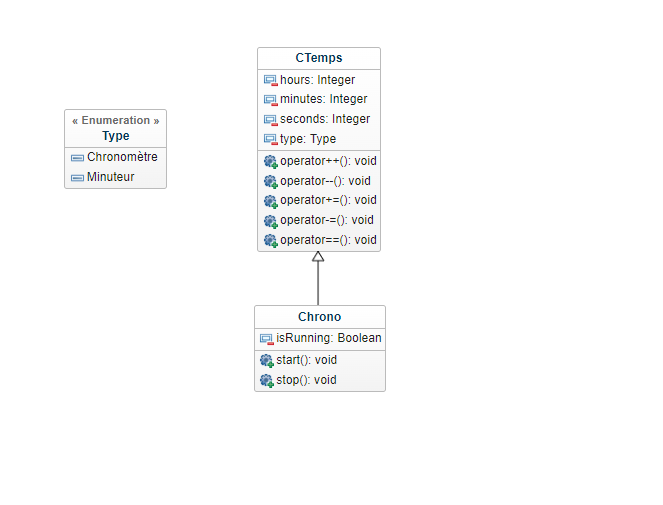 « Enumeration »
Type
Chronomètre
Minuteur
CTemps
hours: Integer
minutes: Integer
seconds: Integer
type: Type
operator++(): void
operator--(): void
operator+=(): void
operator-=(): void
operator==(): void
Chrono
isRunning: Boolean
start(): void
stop(): void